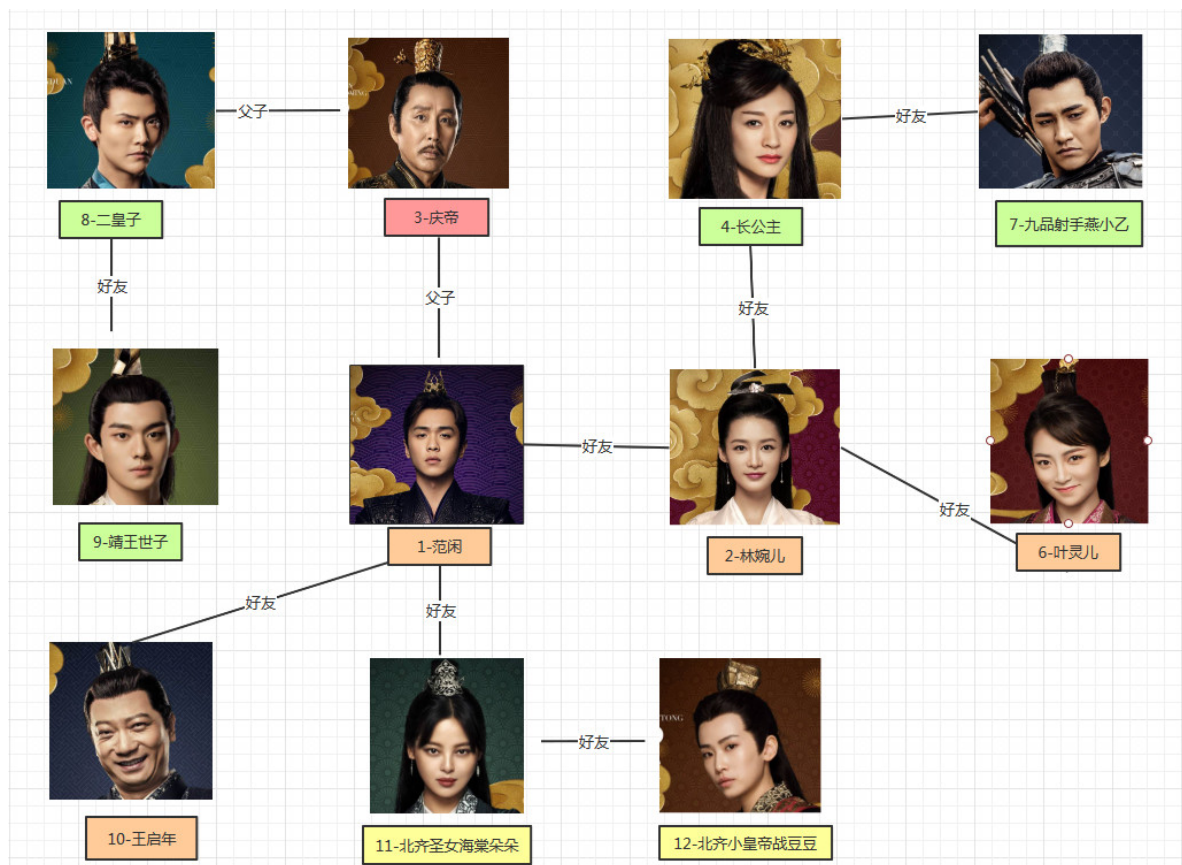 父子
好友
8-二皇子
3-庆帝
4-长公主
7-九品射手燕小乙
好友
父子
好友
好友
9-靖王世子
1-范闲
2-林婉儿
好友
6-叶灵儿
好友
好友
TONG
好友
10-王启年
11-北齐圣女海棠朵朵
12-北齐小皇帝战豆豆